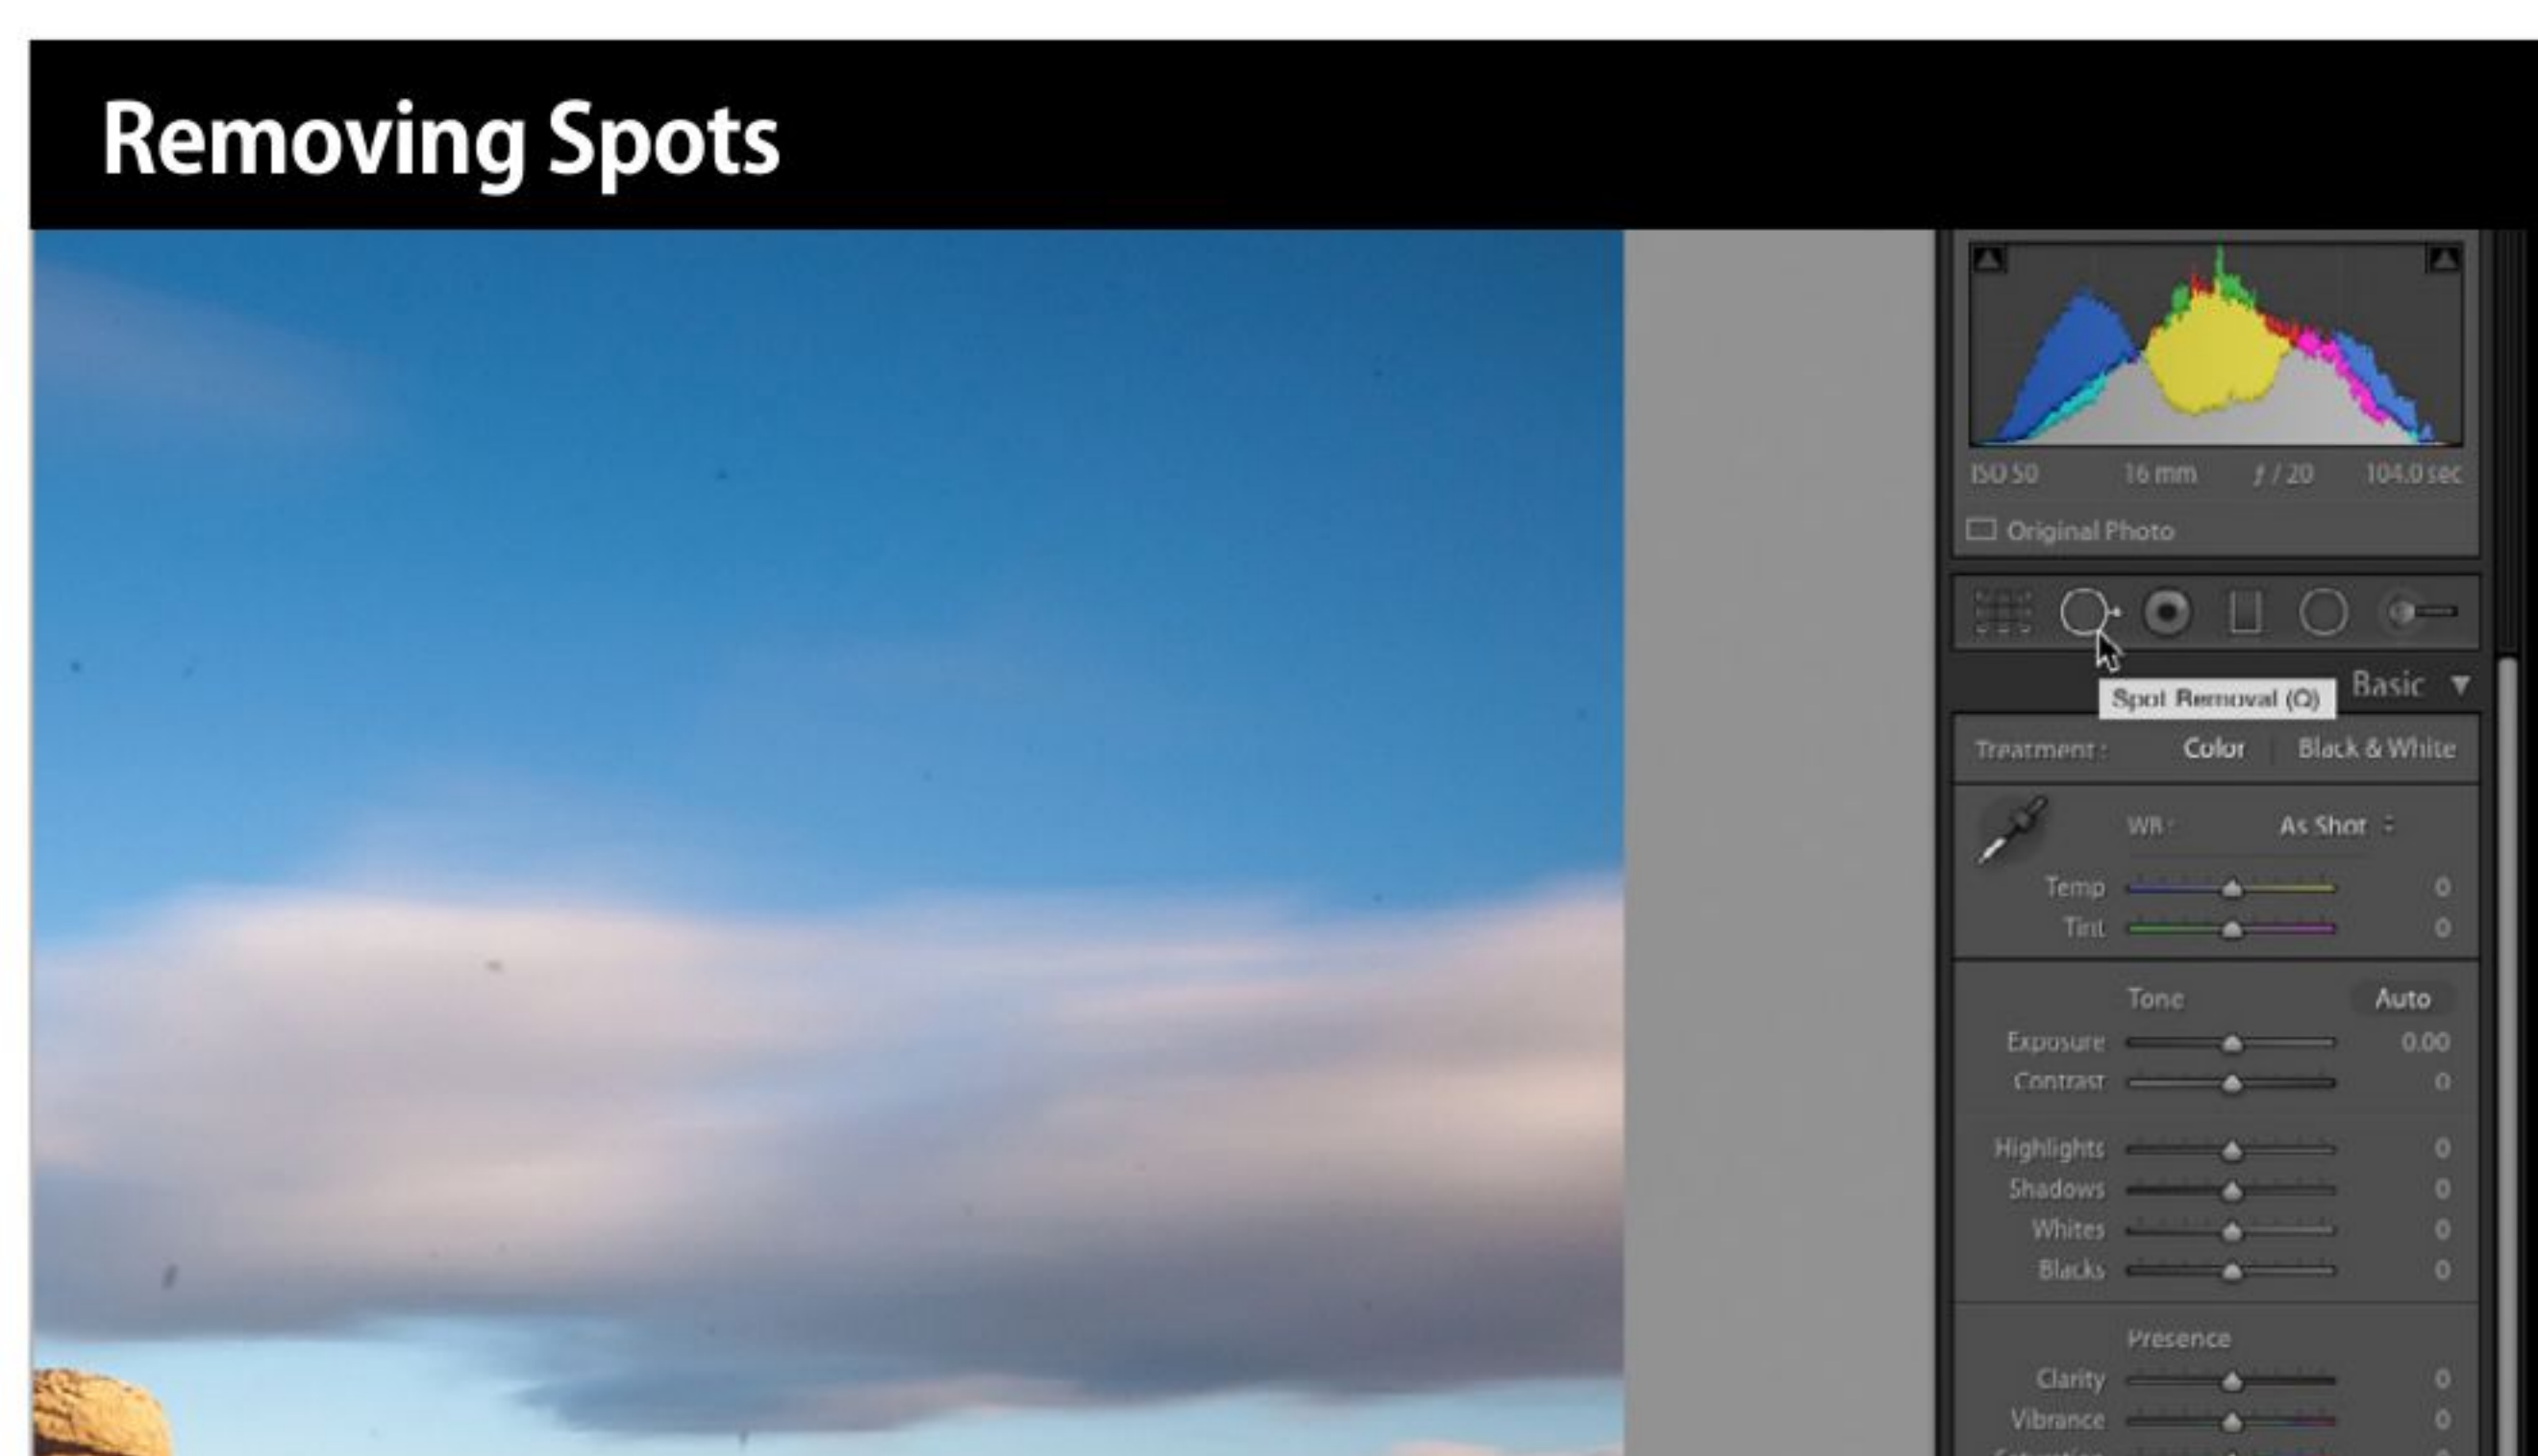 Removing Spots
ISO 50 16 mm ƒ / 20 104.0 sec
Original Photo
Basic
Spot Removal (Q)
Treatment : Color Black & White
WB : As Shot
Temp 0
Tint 0
Tone Auto
Exposure 0.00
Contrast 0
Highlights 0
Shadows 0
Whites 0
Blacks 0
Presence
Clarity 0
Vibrance 0